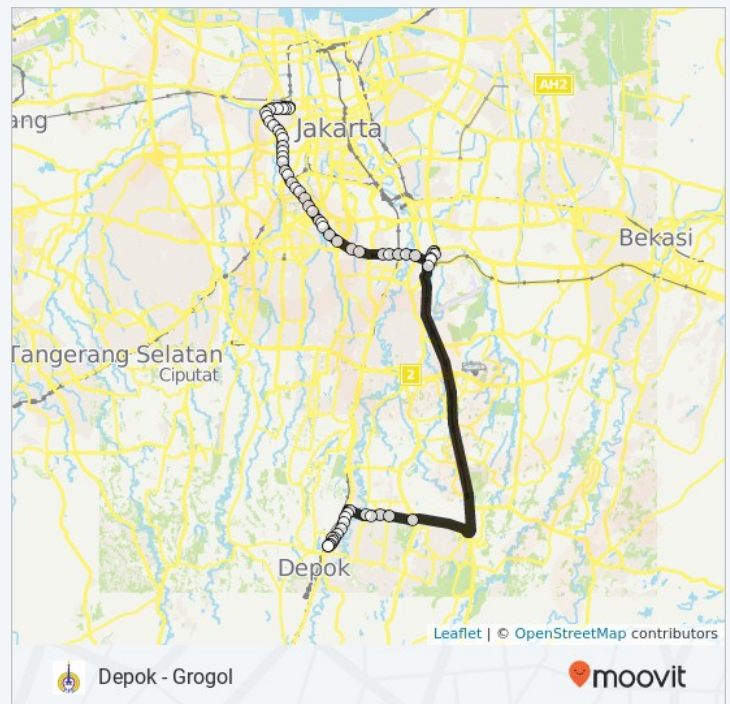 AH2
ang
Jakarta
Bekasi
Tangerang Selatan
Ciputat
2
Depok
Leaflet | © OpenStreetMap contributors
Depok - Grogol
moovit